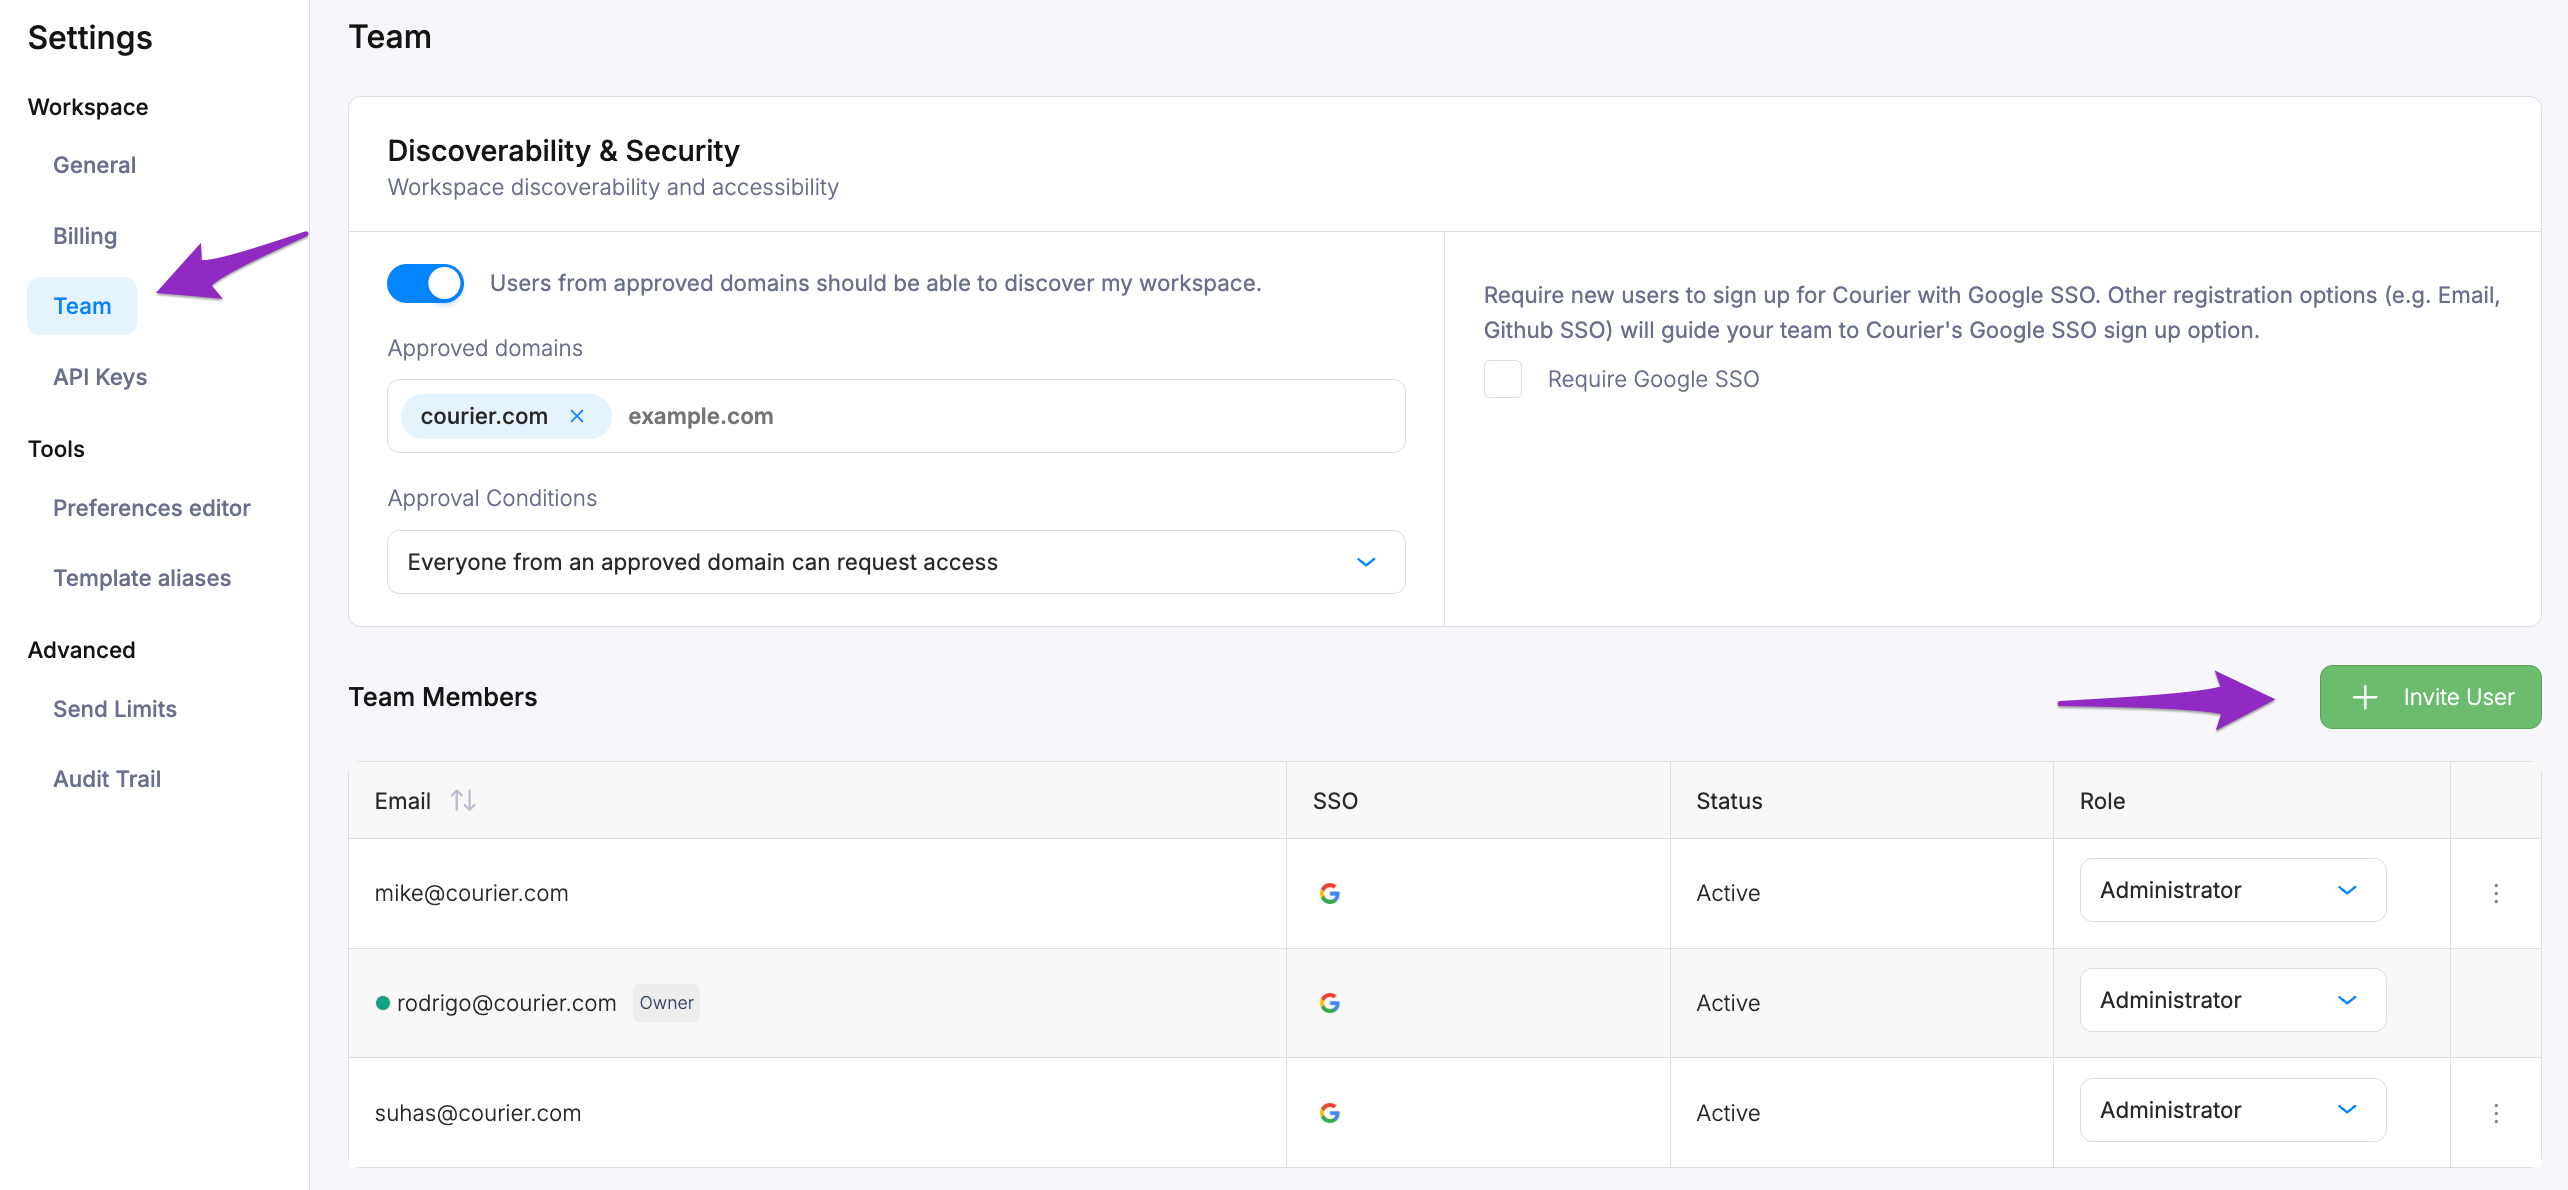 Settings
Workspace
General
Billing
Team
API Keys
Tools
Preferences editor
Template aliases
Advanced
Send Limits
Audit Trail
Team
Discoverability & Security
Workspace discoverability and accessibility
Users from approved domains should be able to discover my workspace.
Approved domains
courier.com example.com
Approval Conditions
Everyone from an approved domain can request access
Require new users to sign up for Courier with Google SSO. Other registration options (e.g. Email,
Github SSO) will guide your team to Courier's Google SSO sign up option.
Require Google SSO
Team Members
Invite User
Email SSO Status Role
mike@courier.com Active Administrator
rodrigo@courier.com Owner Active Administrator
suhas@courier.com Active Administrator